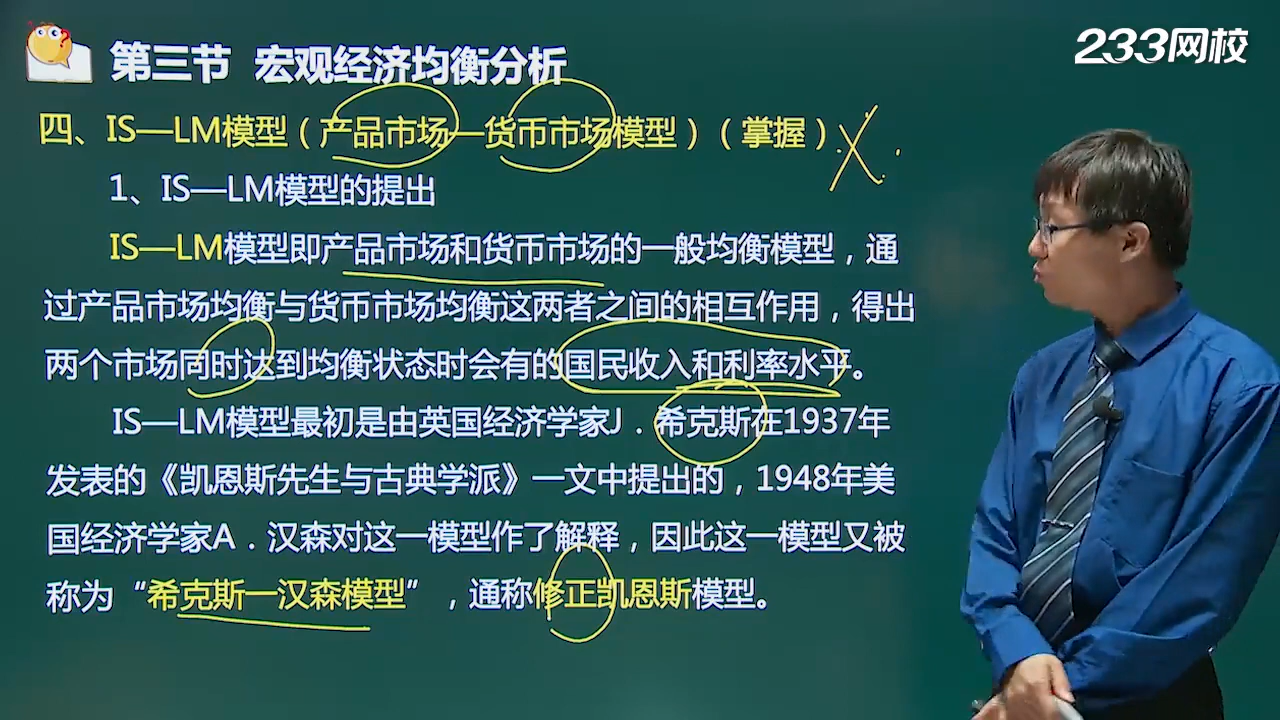 233网校
第三节 宏观经济均衡分析
四、IS—LM模型（产品市场—货币市场模型）（掌握）
1、IS—LM模型的提出
IS—LM模型即产品市场和货币市场的一般均衡模型，通
过产品市场均衡与货币市场均衡这两者之间的相互作用，得出
两个市场同时达到均衡状态时会有的国民收入和利率水平。
IS—LM模型最初是由英国经济学家J．希克斯在1937年
发表的《凯恩斯先生与古典学派》一文中提出的，1948年美
国经济学家A．汉森对这一模型作了解释，因此这一模型又被
称为“希克斯一汉森模型”，通称修正凯恩斯模型。